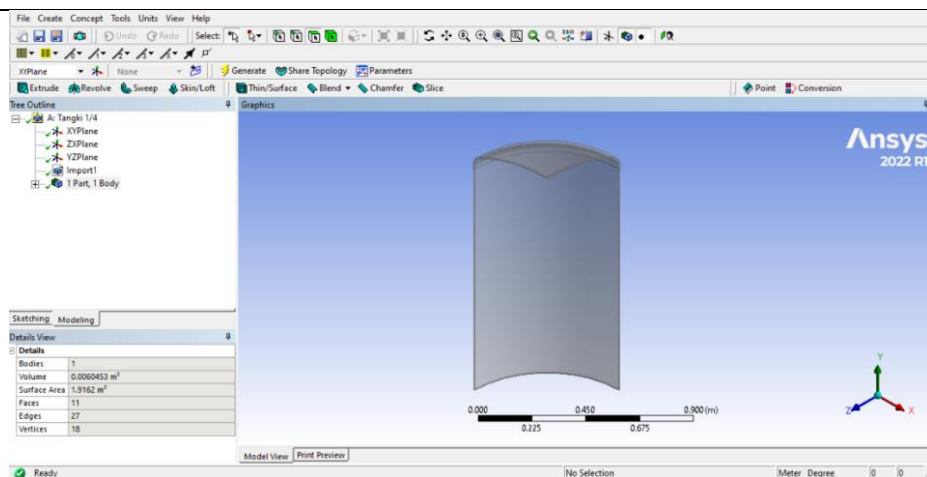 File Create Concept Tools Units View Help
Undo Redo Select:
XYPlane None Generate Share Topology Parameters
Extrude Revolve Sweep Skin/Loft Thin/Surface Blend Chamfer Slice Point Conversion
Tree Outline
A: Tangki 1/4
XYPlane
ZXPlane
YZPlane
Import1
1 Part, 1 Body
Sketching Modeling
Details View
Details
Bodies 1
Volume 0.0060453 m³
Surface Area 1.9162 m²
Faces 11
Edges 27
Vertices 18
Graphics
Ansys
2022 R1
0.000 0.450 0.900 (m)
0.225 0.675
Y
Z X
Model View Print Preview
Ready No Selection Meter Degree 0 0